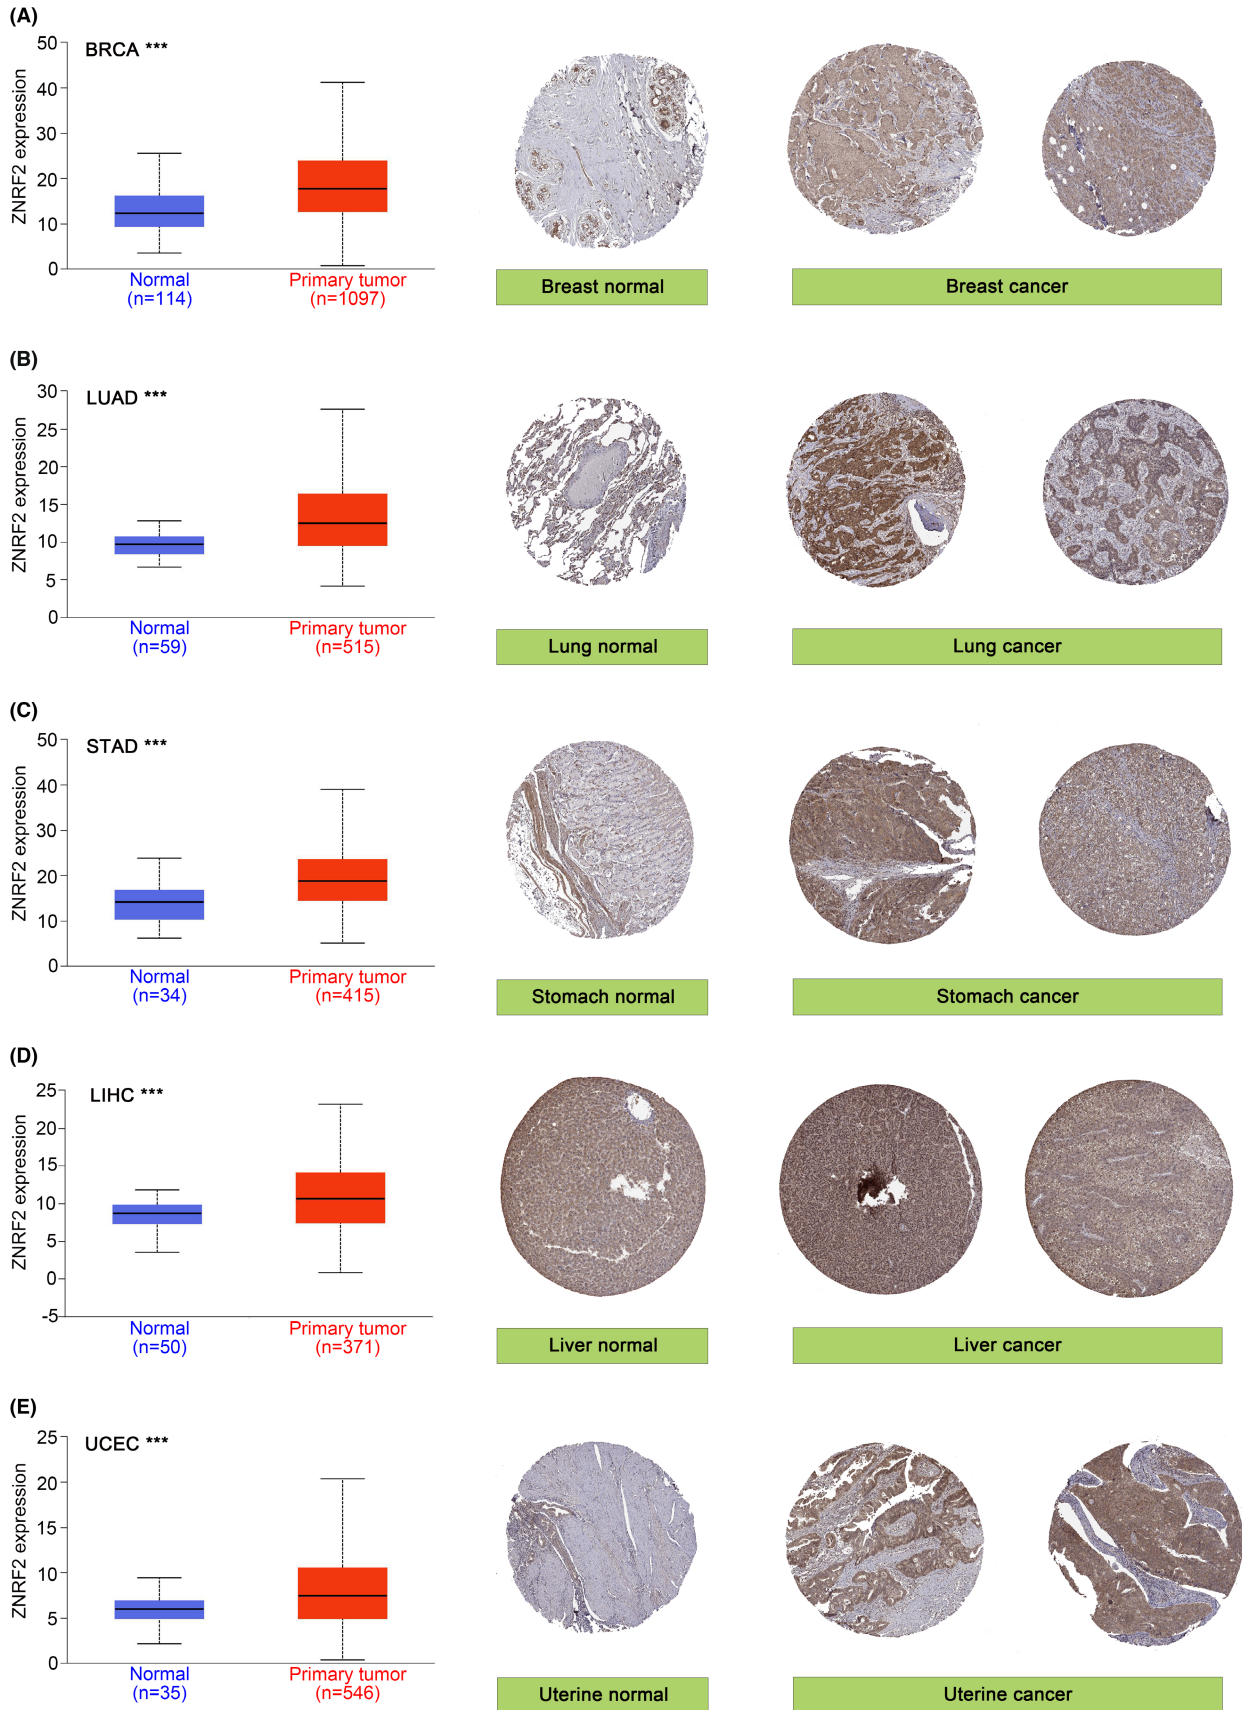 (A)
BRCA ***
ZNRF2 expression
50
40
30
20
10
0
Normal
(n=114)
Primary tumor
(n=1097)
Breast normal
Breast cancer
(B)
LUAD ***
ZNRF2 expression
30
25
20
15
10
5
0
Normal
(n=59)
Primary tumor
(n=515)
Lung normal
Lung cancer
(C)
STAD ***
ZNRF2 expression
50
40
30
20
10
0
Normal
(n=34)
Primary tumor
(n=415)
Stomach normal
Stomach cancer
(D)
LIHC ***
ZNRF2 expression
25
20
15
10
5
0
-5
Normal
(n=50)
Primary tumor
(n=371)
Liver normal
Liver cancer
(E)
UCEC ***
ZNRF2 expression
25
20
15
10
5
0
Normal
(n=35)
Primary tumor
(n=546)
Uterine normal
Uterine cancer